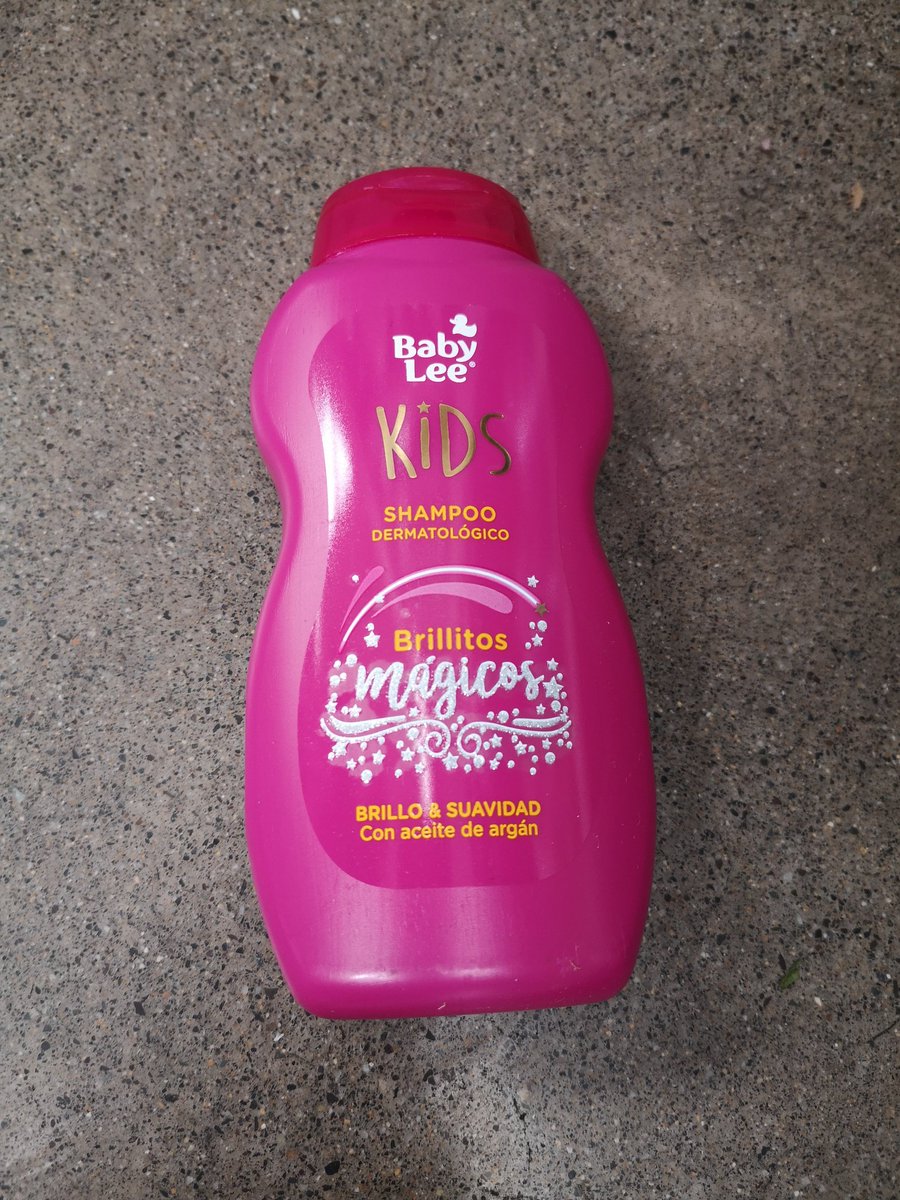 Baby
Lee®
KiDS
SHAMPOO
DERMATOLÓGICO
Brillitos
mágicos
BRILLO & SUAVIDAD
Con aceite de argán